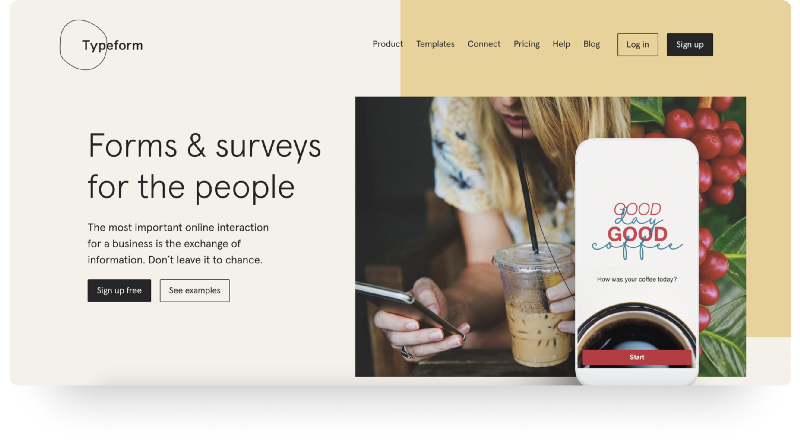 Typeform
Product Templates Connect Pricing Help Blog Log in Sign up
Forms & surveys
for the people
The most important online interaction
for a business is the exchange of
information. Don't leave it to chance.
Sign up free See examples
GOOD
day
GOOD
coffee
How was your coffee today?
Start